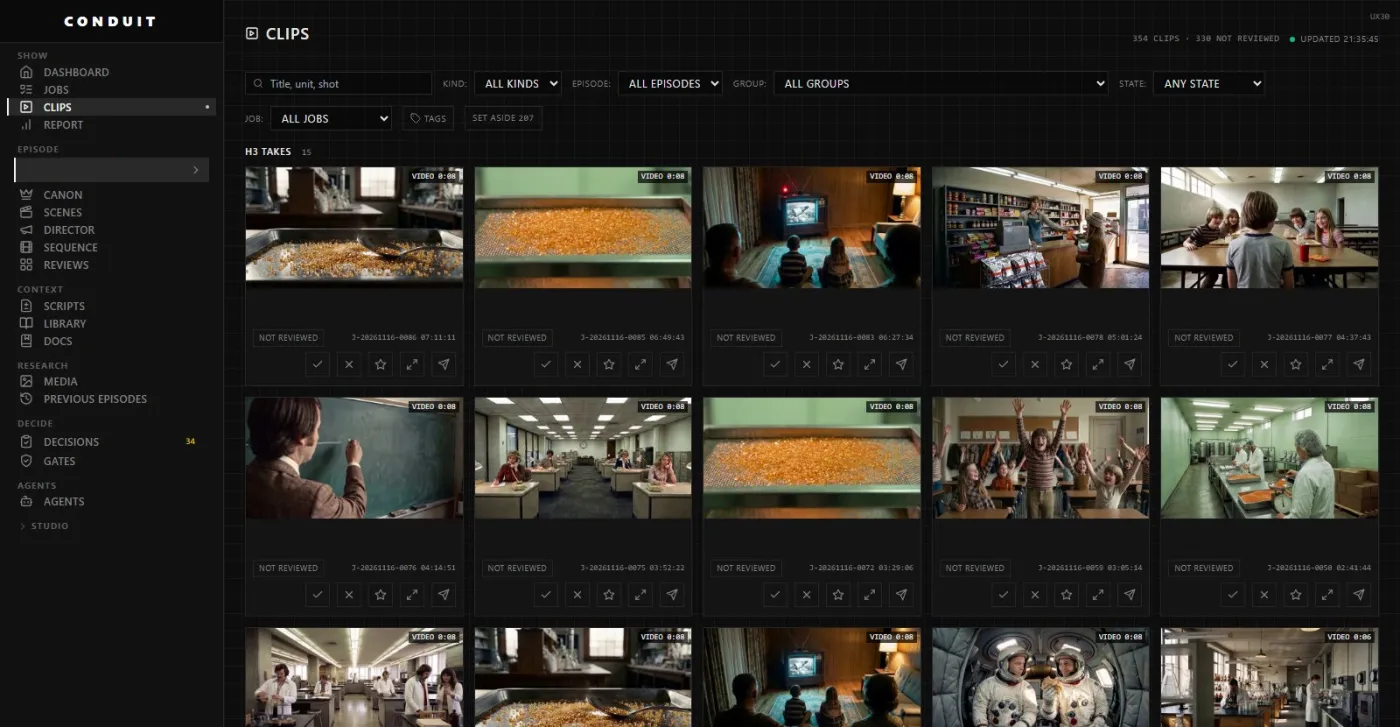 CONDUIT
SHOW
DASHBOARD
JOBS
CLIPS
REPORT
EPISODE
CANON
SCENES
DIRECTOR
SEQUENCE
REVIEWS
CONTEXT
SCRIPTS
LIBRARY
DOCS
RESEARCH
MEDIA
PREVIOUS EPISODES
DECIDE
DECISIONS 34
GATES
AGENTS
AGENTS
STUDIO
UX30
CLIPS
354 CLIPS · 330 NOT REVIEWED UPDATED 21:35:45
Title, unit, shot KIND: ALL KINDS EPISODE: ALL EPISODES GROUP: ALL GROUPS STATE: ANY STATE
JOB: ALL JOBS TAGS SET ASIDE 207
H3 TAKES 15
VIDEO 0:08 VIDEO 0:08 VIDEO 0:08 VIDEO 0:08 VIDEO 0:08
NOT REVIEWED J-20261116-0086 07:11:11 NOT REVIEWED J-20261116-0085 06:49:43 NOT REVIEWED J-20261116-0083 06:27:34 NOT REVIEWED J-20261116-0078 05:01:24 NOT REVIEWED J-20261116-0077 04:37:43
VIDEO 0:08 VIDEO 0:08 VIDEO 0:08 VIDEO 0:08 VIDEO 0:08
NOT REVIEWED J-20261116-0076 04:14:51 NOT REVIEWED J-20261116-0075 03:52:22 NOT REVIEWED J-20261116-0072 03:29:06 NOT REVIEWED J-20261116-0059 03:05:14 NOT REVIEWED J-20261116-0050 02:41:44
VIDEO 0:08 VIDEO 0:08 VIDEO 0:08 VIDEO 0:08 VIDEO 0:06